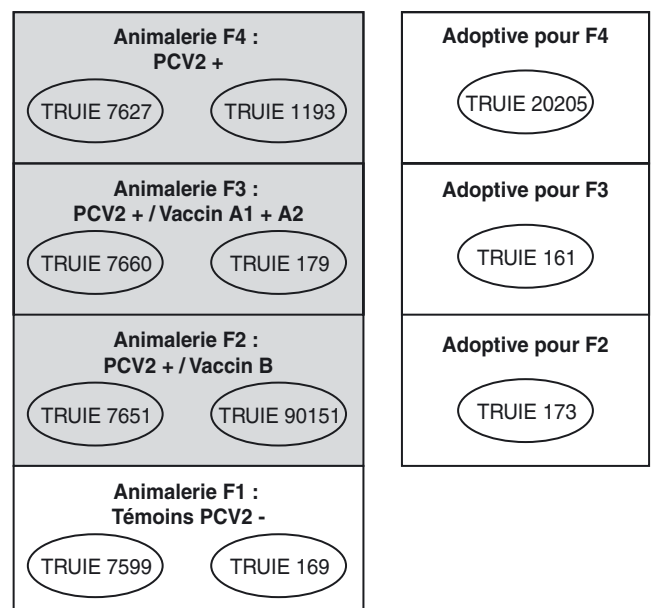 Animalerie F4 :
PCV2 +
TRUIE 7627
TRUIE 1193
Animalerie F3 :
PCV2 + / Vaccin A1 + A2
TRUIE 7660
TRUIE 179
Animalerie F2 :
PCV2 + / Vaccin B
TRUIE 7651
TRUIE 90151
Animalerie F1 :
Témoins PCV2 -
TRUIE 7599
TRUIE 169
Adoptive pour F4
TRUIE 20205
Adoptive pour F3
TRUIE 161
Adoptive pour F2
TRUIE 173